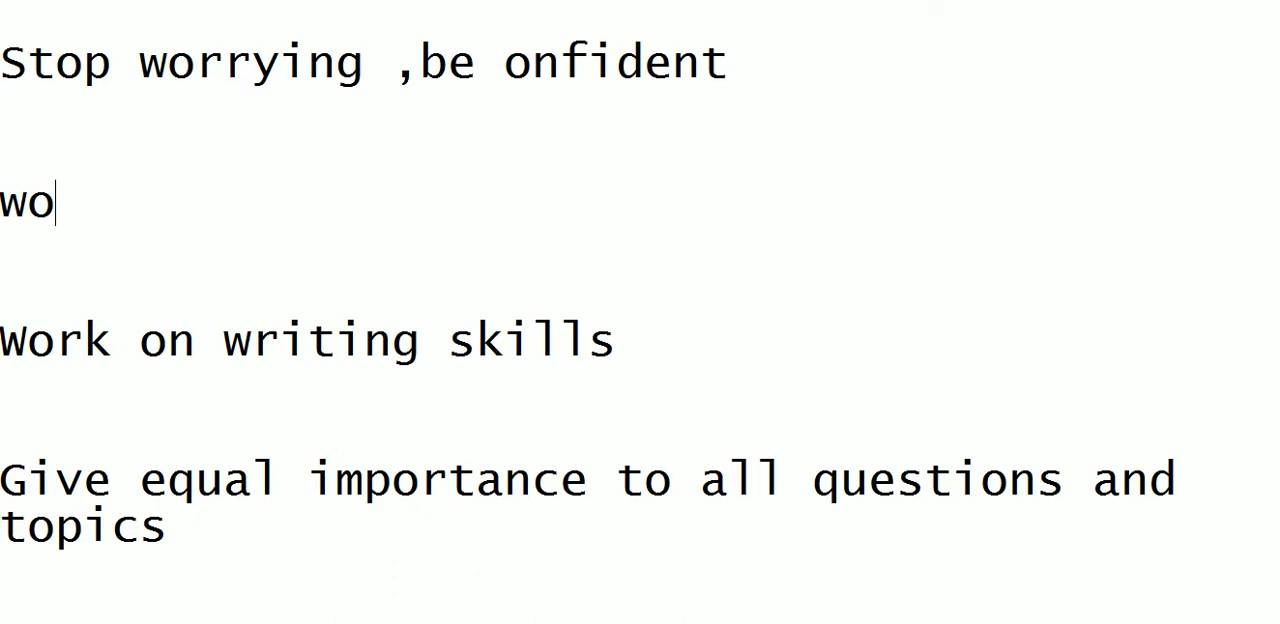 Stop worrying ,be onfident
wo
Work on writing skills
Give equal importance to all questions and
topics